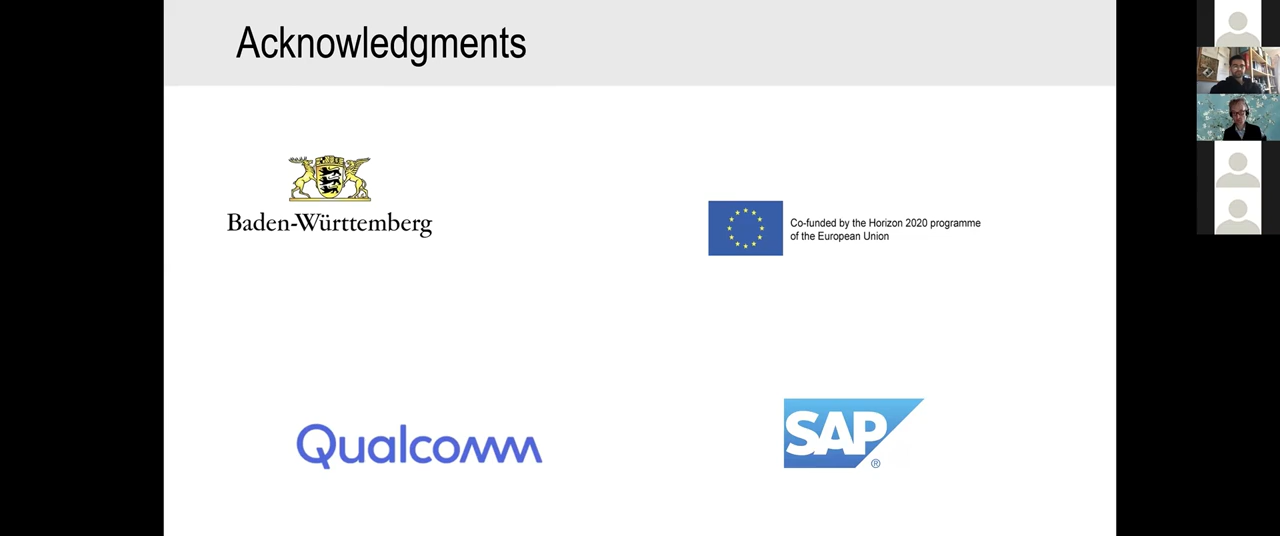 Acknowledgments
Baden-Württemberg
Co-funded by the Horizon 2020 programme
of the European Union
Qualcomm
SAP®